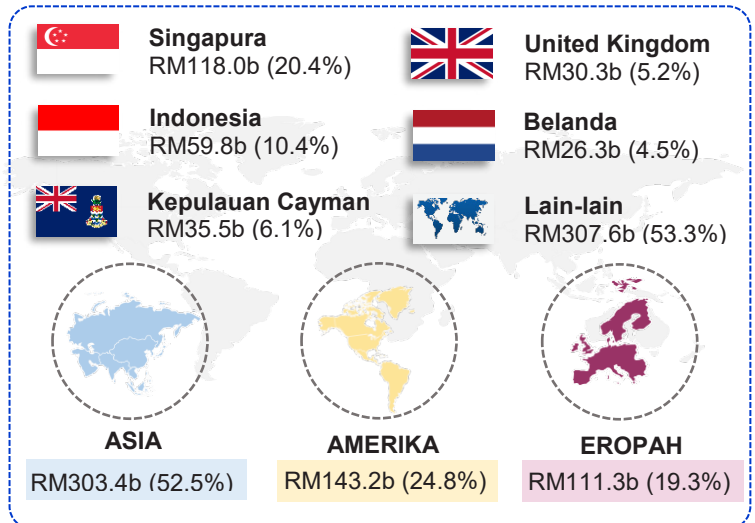 Singapura
RM118.0b (20.4%)
United Kingdom
RM30.3b (5.2%)
Indonesia
RM59.8b (10.4%)
Belanda
RM26.3b (4.5%)
Kepulauan Cayman
RM35.5b (6.1%)
Lain-lain
RM307.6b (53.3%)
ASIA
RM303.4b (52.5%)
AMERIKA
RM143.2b (24.8%)
EROPAH
RM111.3b (19.3%)